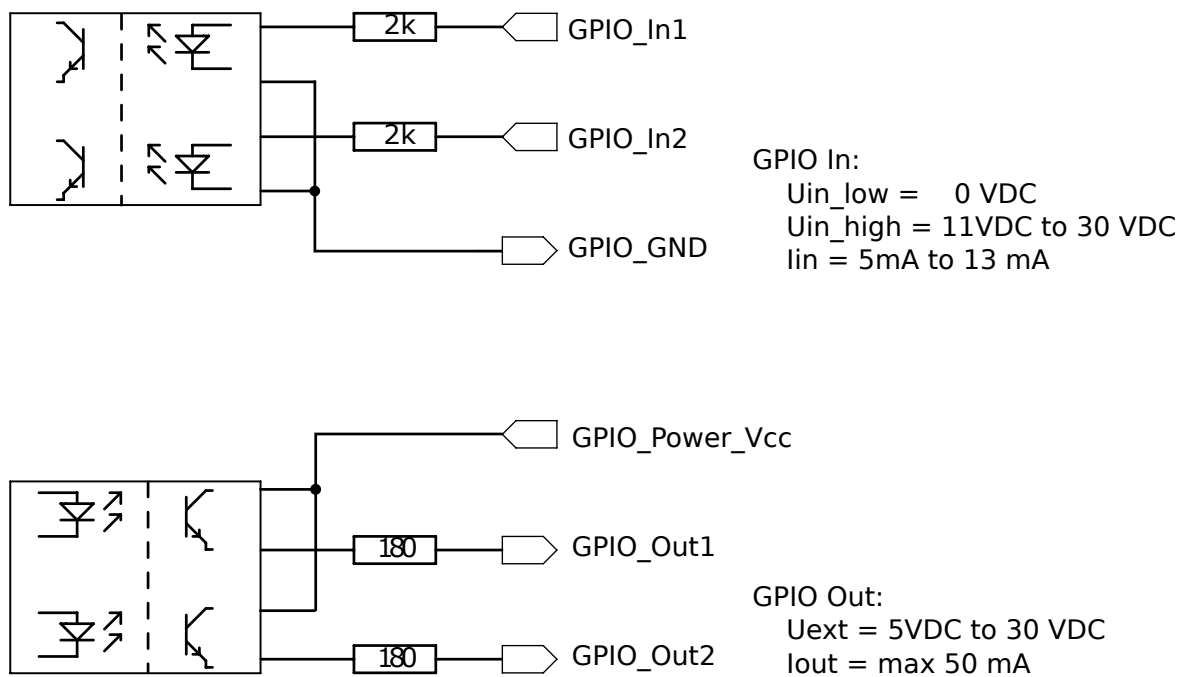 2k
GPIO_In1
2k
GPIO_In2
GPIO_GND
GPIO In:
Uin_low = 0 VDC
Uin_high = 11VDC to 30 VDC
Iin = 5mA to 13 mA
GPIO_Power_Vcc
180
GPIO_Out1
180
GPIO_Out2
GPIO Out:
Uext = 5VDC to 30 VDC
Iout = max 50 mA